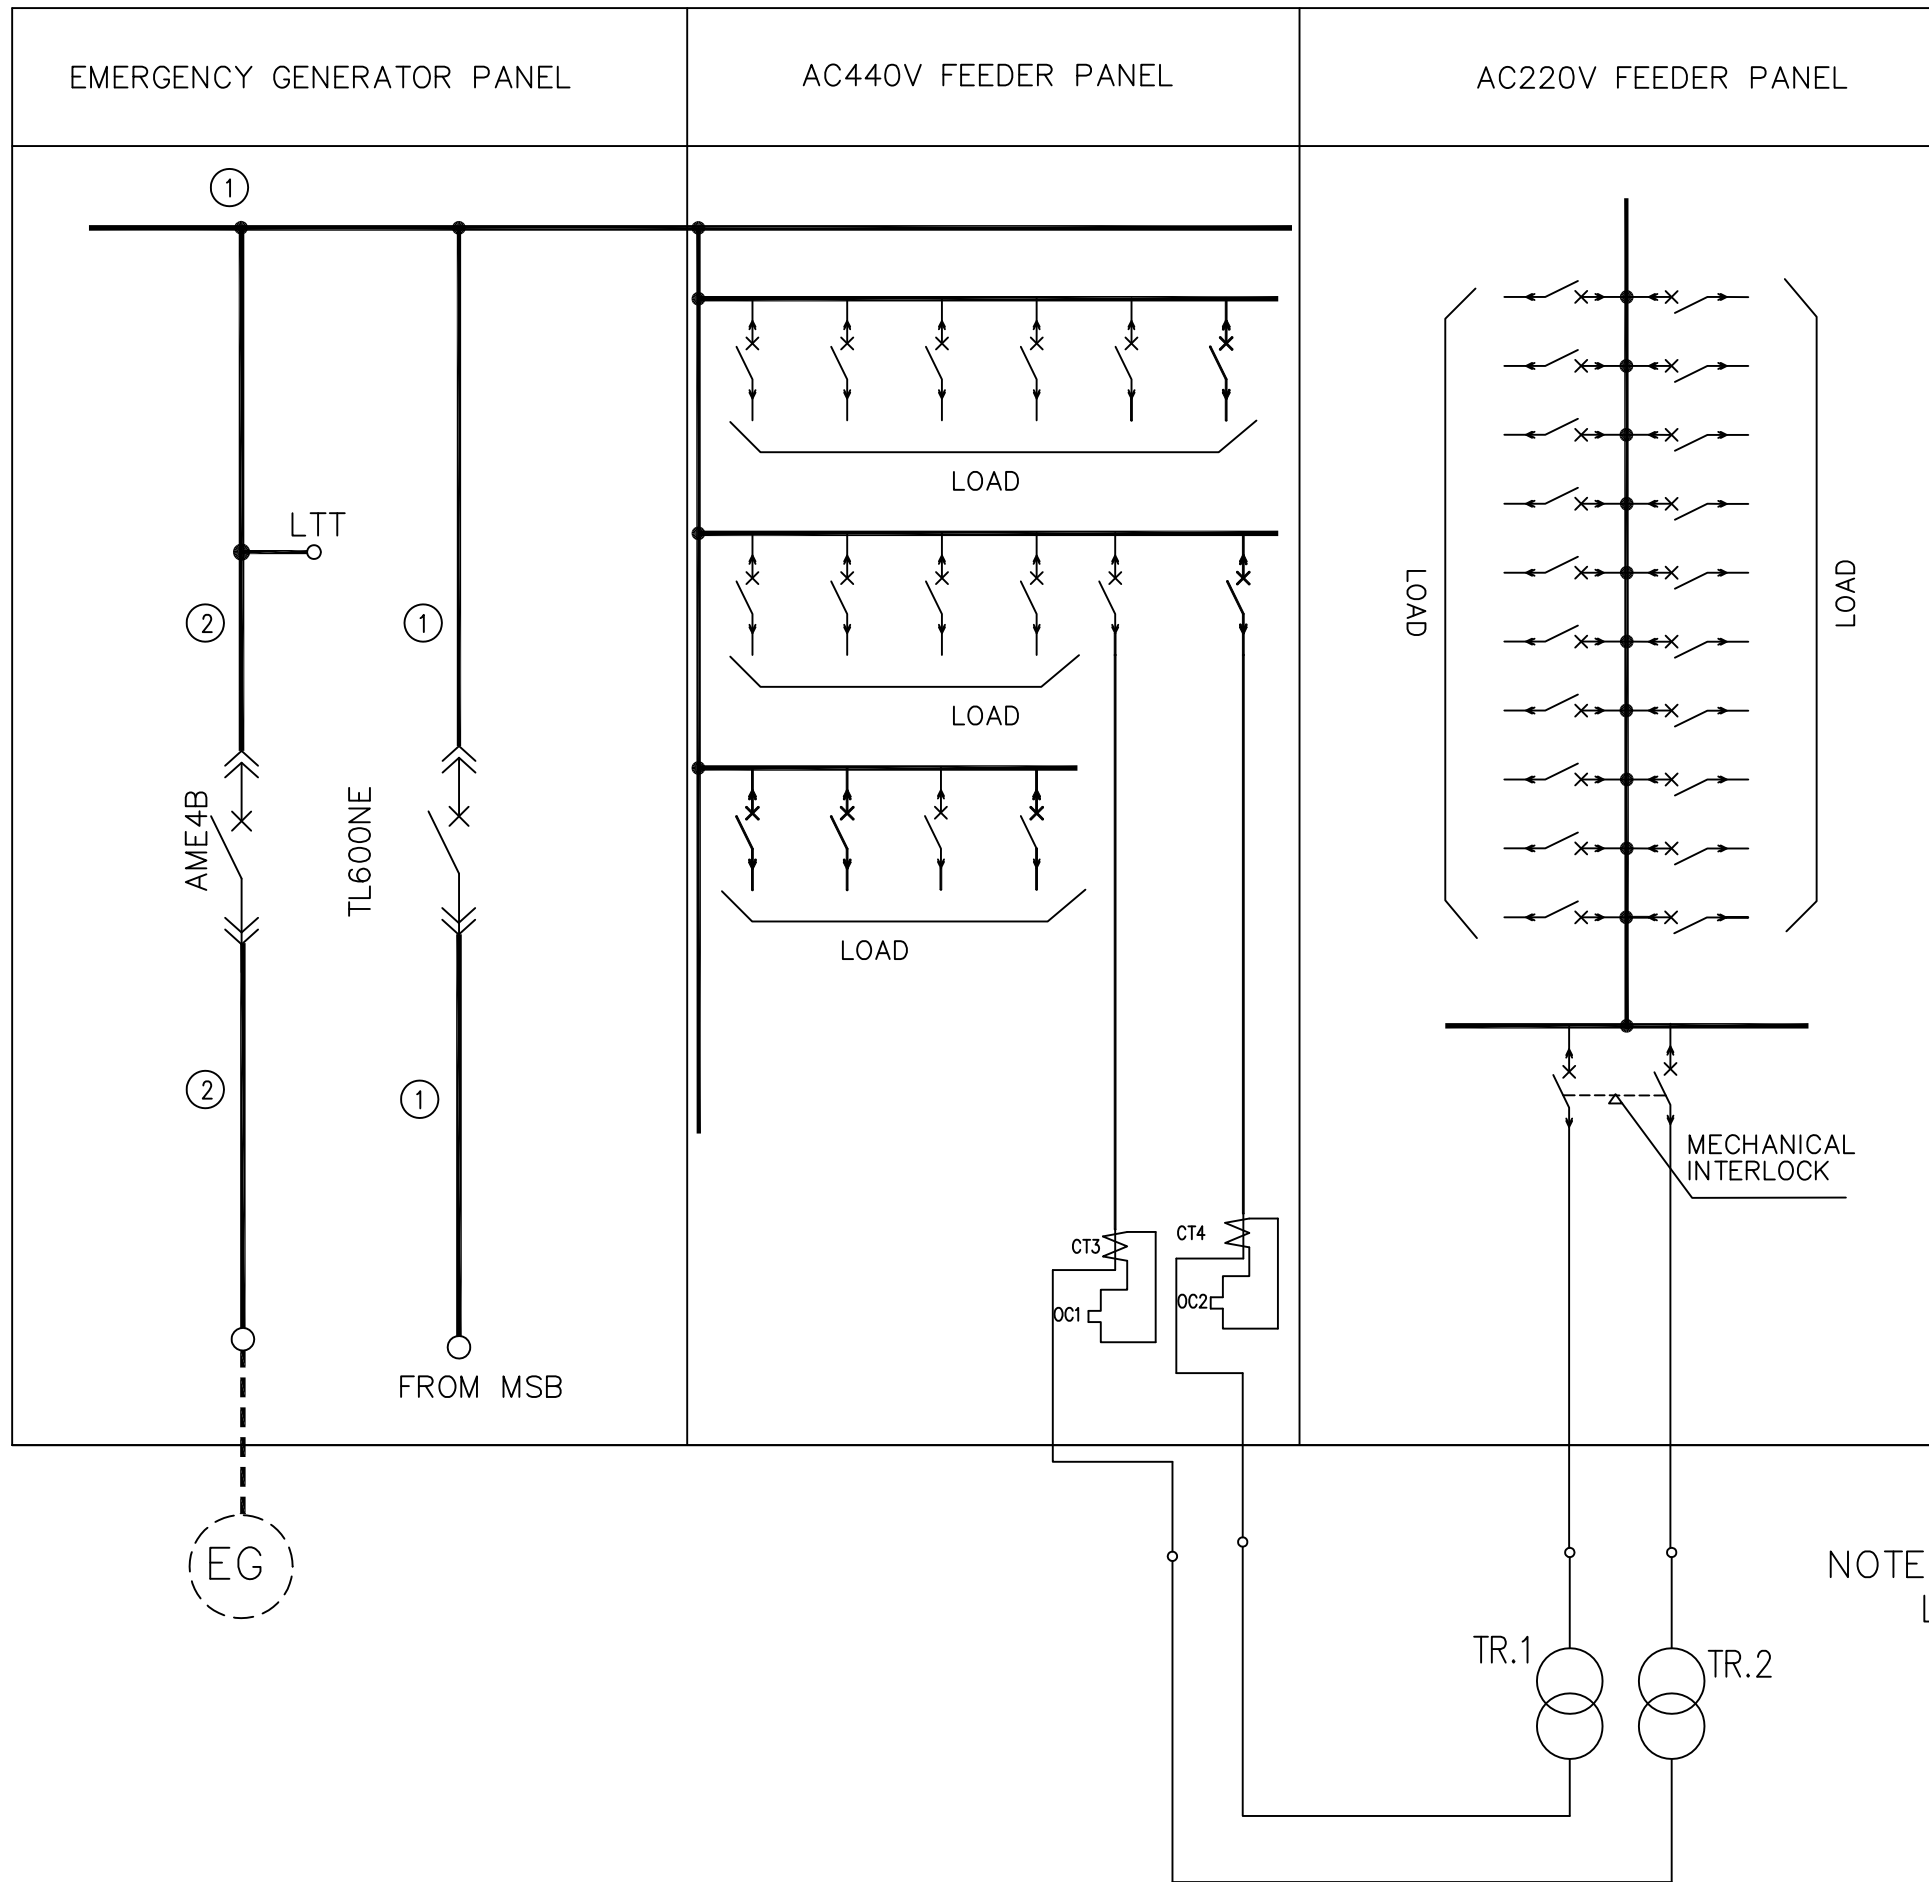 EMERGENCY GENERATOR PANEL
AC440V FEEDER PANEL
AC220V FEEDER PANEL
1
LTT
2
1
AME4B
TL600NE
2
1
FROM MSB
EG
LOAD
LOAD
LOAD
CT3
CT4
OC1
OC2
LOAD
LOAD
MECHANICAL
INTERLOCK
TR.1
TR.2
NOTE